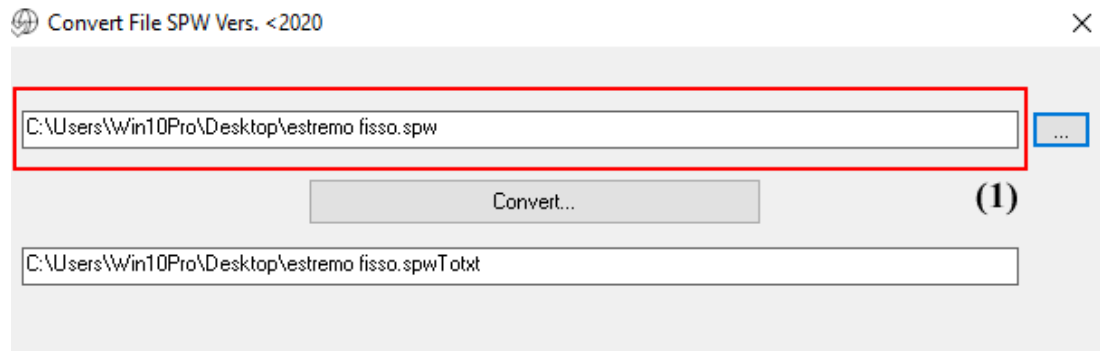 Convert File SPW Vers. <2020
C:\Users\Win10Pro\Desktop\estremo fisso.spw
...
Convert...
(1)
C:\Users\Win10Pro\Desktop\estremo fisso.spwTotxt